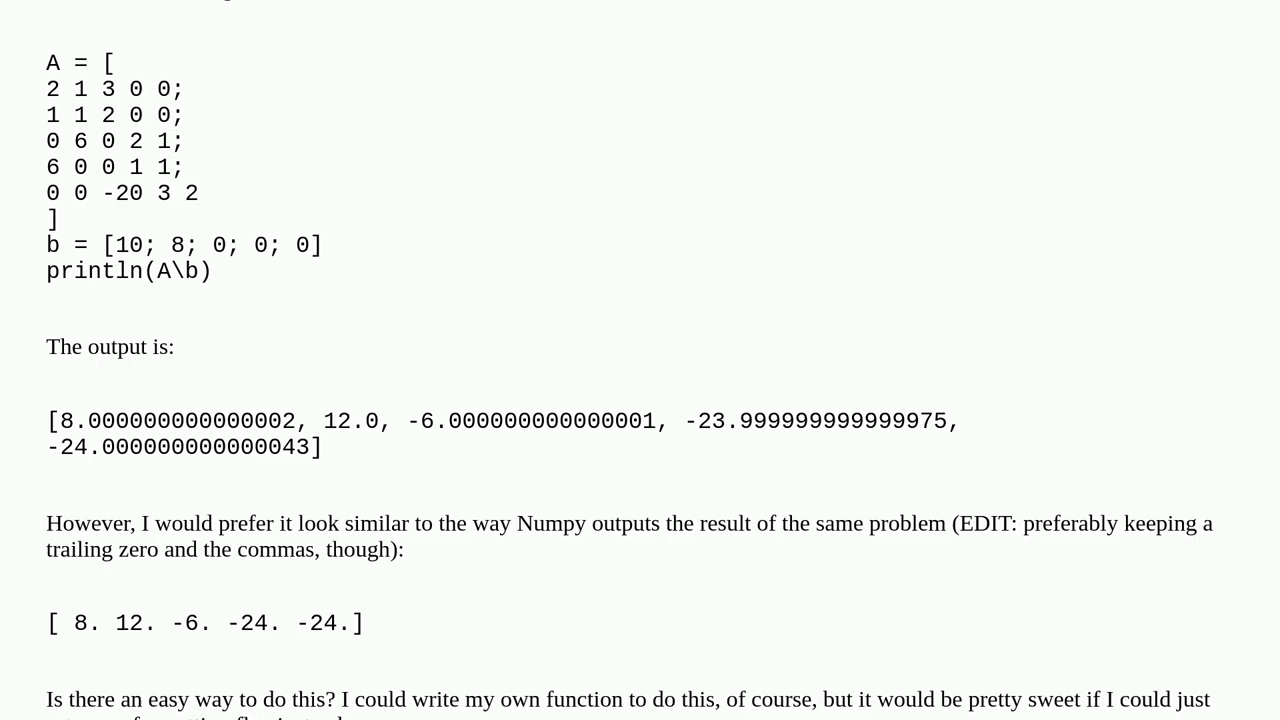 A = [
2 1 3 0 0;
1 1 2 0 0;
0 6 0 2 1;
6 0 0 1 1;
0 0 -20 3 2
]
b = [10; 8; 0; 0; 0]
println(A\b)
The output is:
[8.000000000000002, 12.0, -6.000000000000001, -23.999999999999975,
-24.000000000000043]
However, I would prefer it look similar to the way Numpy outputs the result of the same problem (EDIT: preferably keeping a
trailing zero and the commas, though):
[ 8. 12. -6. -24. -24.]
Is there an easy way to do this? I could write my own function to do this, of course, but it would be pretty sweet if I could just